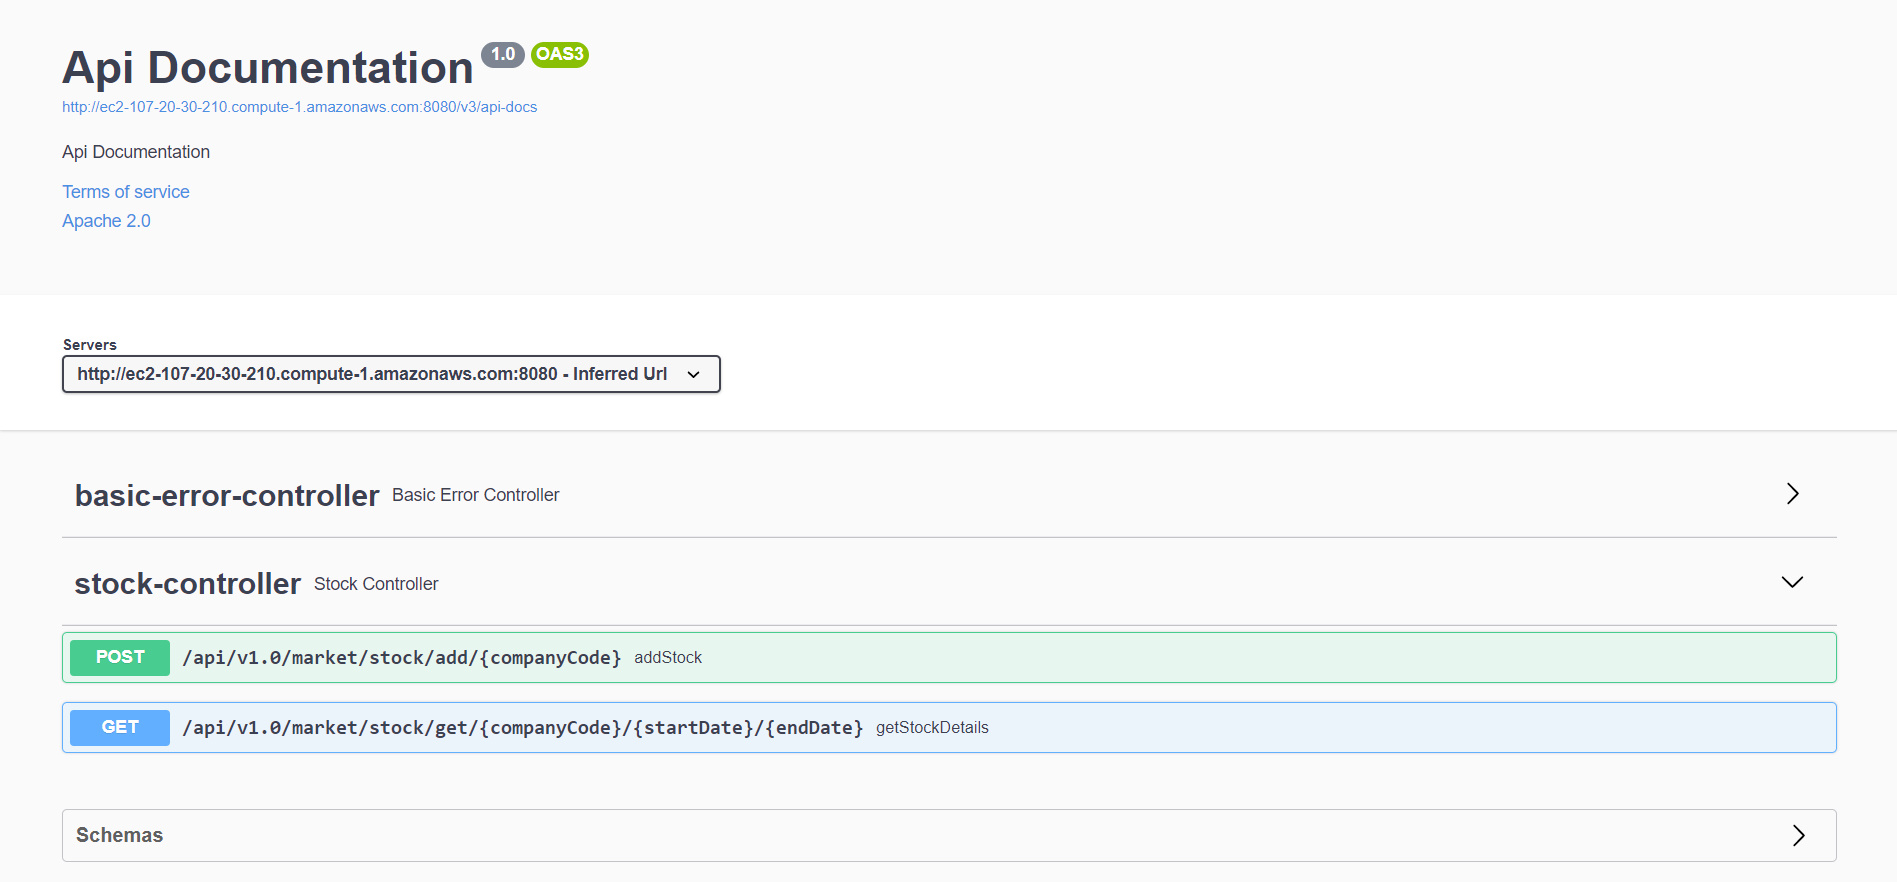 Api Documentation 1.0 OAS3
http://ec2-107-20-30-210.compute-1.amazonaws.com:8080/v3/api-docs
Api Documentation
Terms of service
Apache 2.0
Servers
http://ec2-107-20-30-210.compute-1.amazonaws.com:8080 - Inferred Url
basic-error-controller Basic Error Controller
stock-controller Stock Controller
POST /api/v1.0/market/stock/add/{companyCode} addStock
GET /api/v1.0/market/stock/get/{companyCode}/{startDate}/{endDate} getStockDetails
Schemas